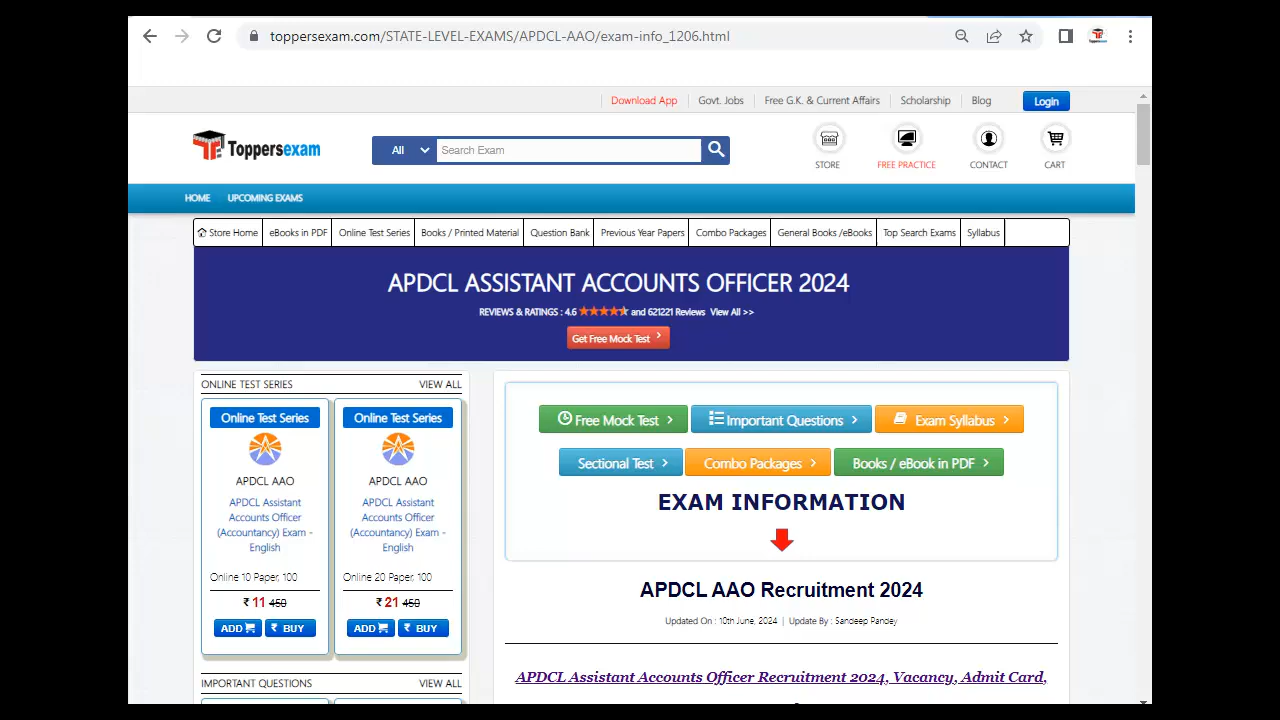 toppersexam.com/STATE-LEVEL-EXAMS/APDCL-AAO/exam-info_1206.html
Download App Govt. Jobs Free G.K. & Current Affairs Scholarship Blog Login
Toppersexam All Search Exam
STORE FREE PRACTICE CONTACT CART
HOME UPCOMING EXAMS
Store Home eBooks in PDF Online Test Series Books / Printed Material Question Bank Previous Year Papers Combo Packages General Books /eBooks Top Search Exams Syllabus
APDCL ASSISTANT ACCOUNTS OFFICER 2024
REVIEWS & RATINGS : 4.6 and 621221 Reviews View All >>
Get Free Mock Test
ONLINE TEST SERIES VIEW ALL
Online Test Series
APDCL AAO
APDCL Assistant
Accounts Officer
(Accountancy) Exam -
English
Online 10 Paper, 100
₹ 11 450
ADD ₹ BUY
Online Test Series
APDCL AAO
APDCL Assistant
Accounts Officer
(Accountancy) Exam -
English
Online 20 Paper, 100
₹ 21 450
ADD ₹ BUY
IMPORTANT QUESTIONS VIEW ALL
Free Mock Test Important Questions Exam Syllabus
Sectional Test Combo Packages Books / eBook in PDF
EXAM INFORMATION
APDCL AAO Recruitment 2024
Updated On : 10th June, 2024 | Update By : Sandeep Pandey
APDCL Assistant Accounts Officer Recruitment 2024, Vacancy, Admit Card,